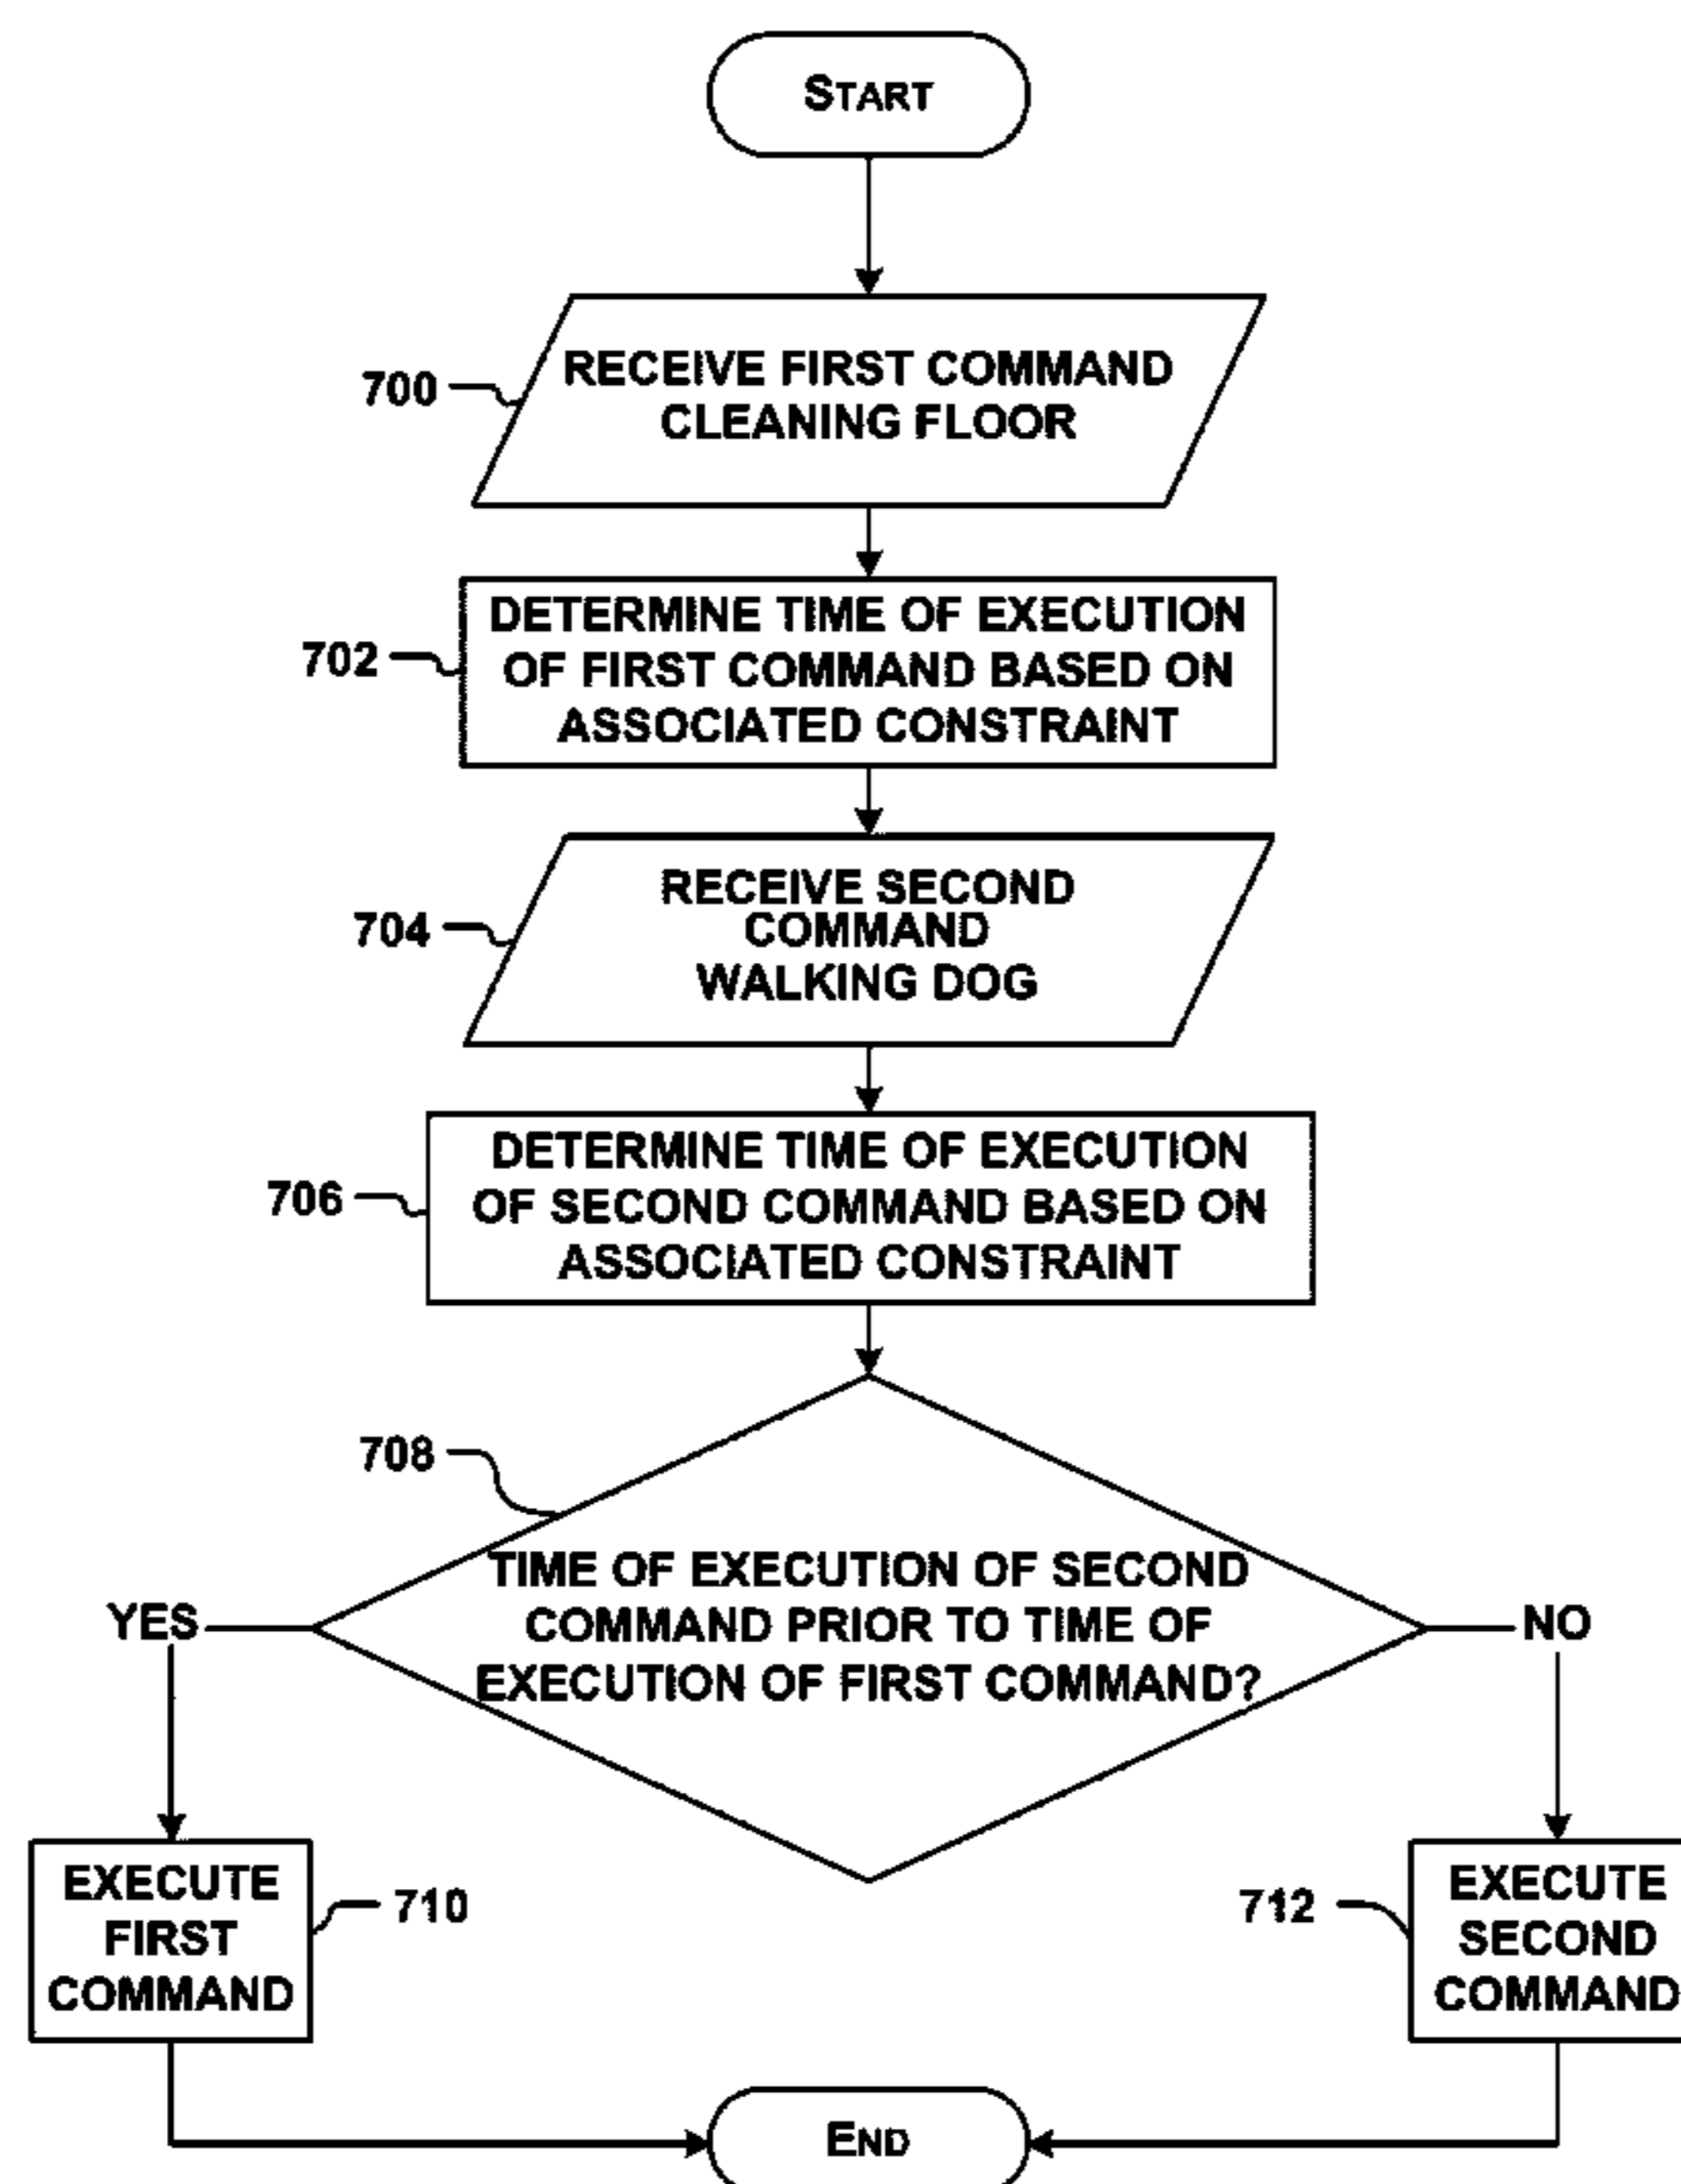 START
700
RECEIVE FIRST COMMAND
CLEANING FLOOR
702
DETERMINE TIME OF EXECUTION
OF FIRST COMMAND BASED ON
ASSOCIATED CONSTRAINT
704
RECEIVE SECOND
COMMAND
WALKING DOG
706
DETERMINE TIME OF EXECUTION
OF SECOND COMMAND BASED ON
ASSOCIATED CONSTRAINT
708
TIME OF EXECUTION OF SECOND
COMMAND PRIOR TO TIME OF
EXECUTION OF FIRST COMMAND?
YES
NO
EXECUTE
FIRST
COMMAND
710
712
EXECUTE
SECOND
COMMAND
END